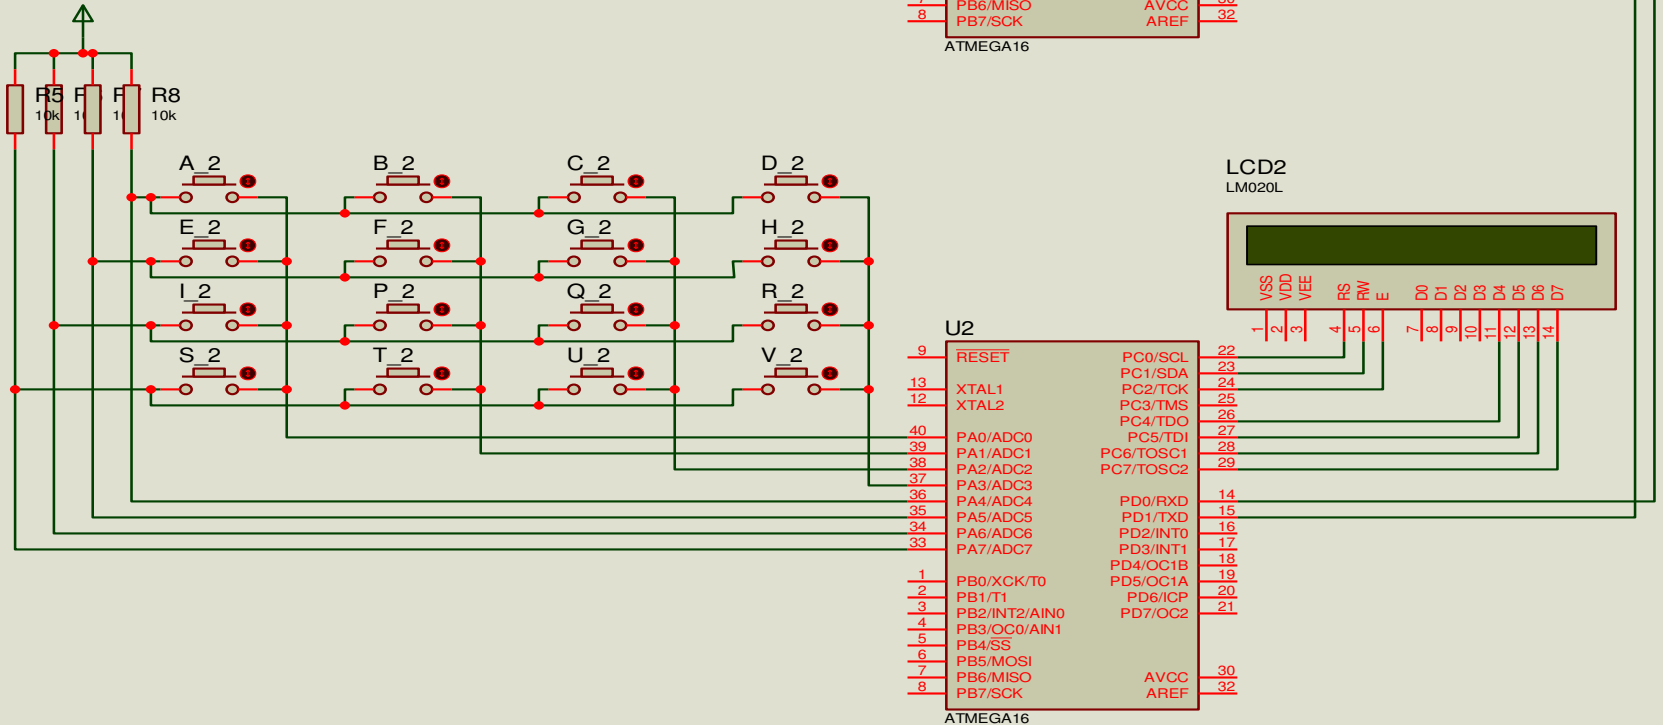 PB6/MISO
AVCC
8
PB7/SCK
AREF
32
ATMEGA16
R5
10k
R8
10k
A_2
B_2
C_2
D_2
E_2
F_2
G_2
H_2
I_2
P_2
Q_2
R_2
S_2
T_2
U_2
V_2
LCD2
LM020L
VSS
VDD
VEE
RS
RW
E
D0
D1
D2
D3
D4
D5
D6
D7
1
2
3
4
5
6
7
8
9
10
11
12
13
14
U2
9
RESET
PC0/SCL
22
PC1/SDA
23
13
XTAL1
PC2/TCK
24
12
XTAL2
PC3/TMS
25
PC4/TDO
26
40
PA0/ADC0
PC5/TDI
27
39
PA1/ADC1
PC6/TOSC1
28
38
PA2/ADC2
PC7/TOSC2
29
37
PA3/ADC3
36
PA4/ADC4
PD0/RXD
14
35
PA5/ADC5
PD1/TXD
15
34
PA6/ADC6
PD2/INT0
16
33
PA7/ADC7
PD3/INT1
17
PD4/OC1B
18
1
PB0/XCK/T0
PD5/OC1A
19
2
PB1/T1
PD6/ICP
20
3
PB2/INT2/AIN0
PD7/OC2
21
4
PB3/OC0/AIN1
5
PB4/SS
6
PB5/MOSI
7
PB6/MISO
AVCC
30
8
PB7/SCK
AREF
32
ATMEGA16